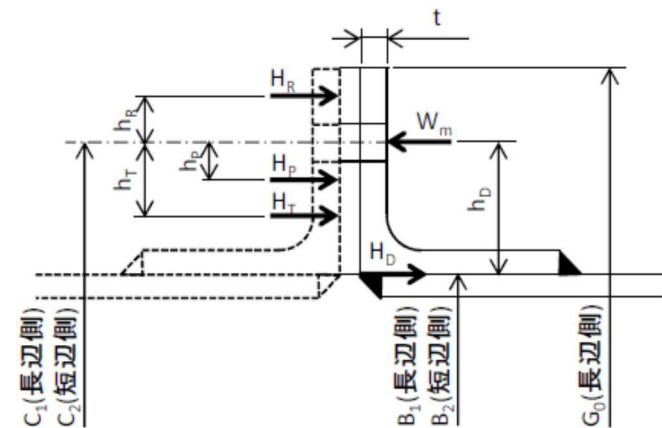 t
H_R
h_R
W_m
h_P
h_T
H_P
h_D
H_T
H_D
C₁(長辺側)
C₂(短辺側)
B₁(長辺側)
B₂(短辺側)
G₀(長辺側)